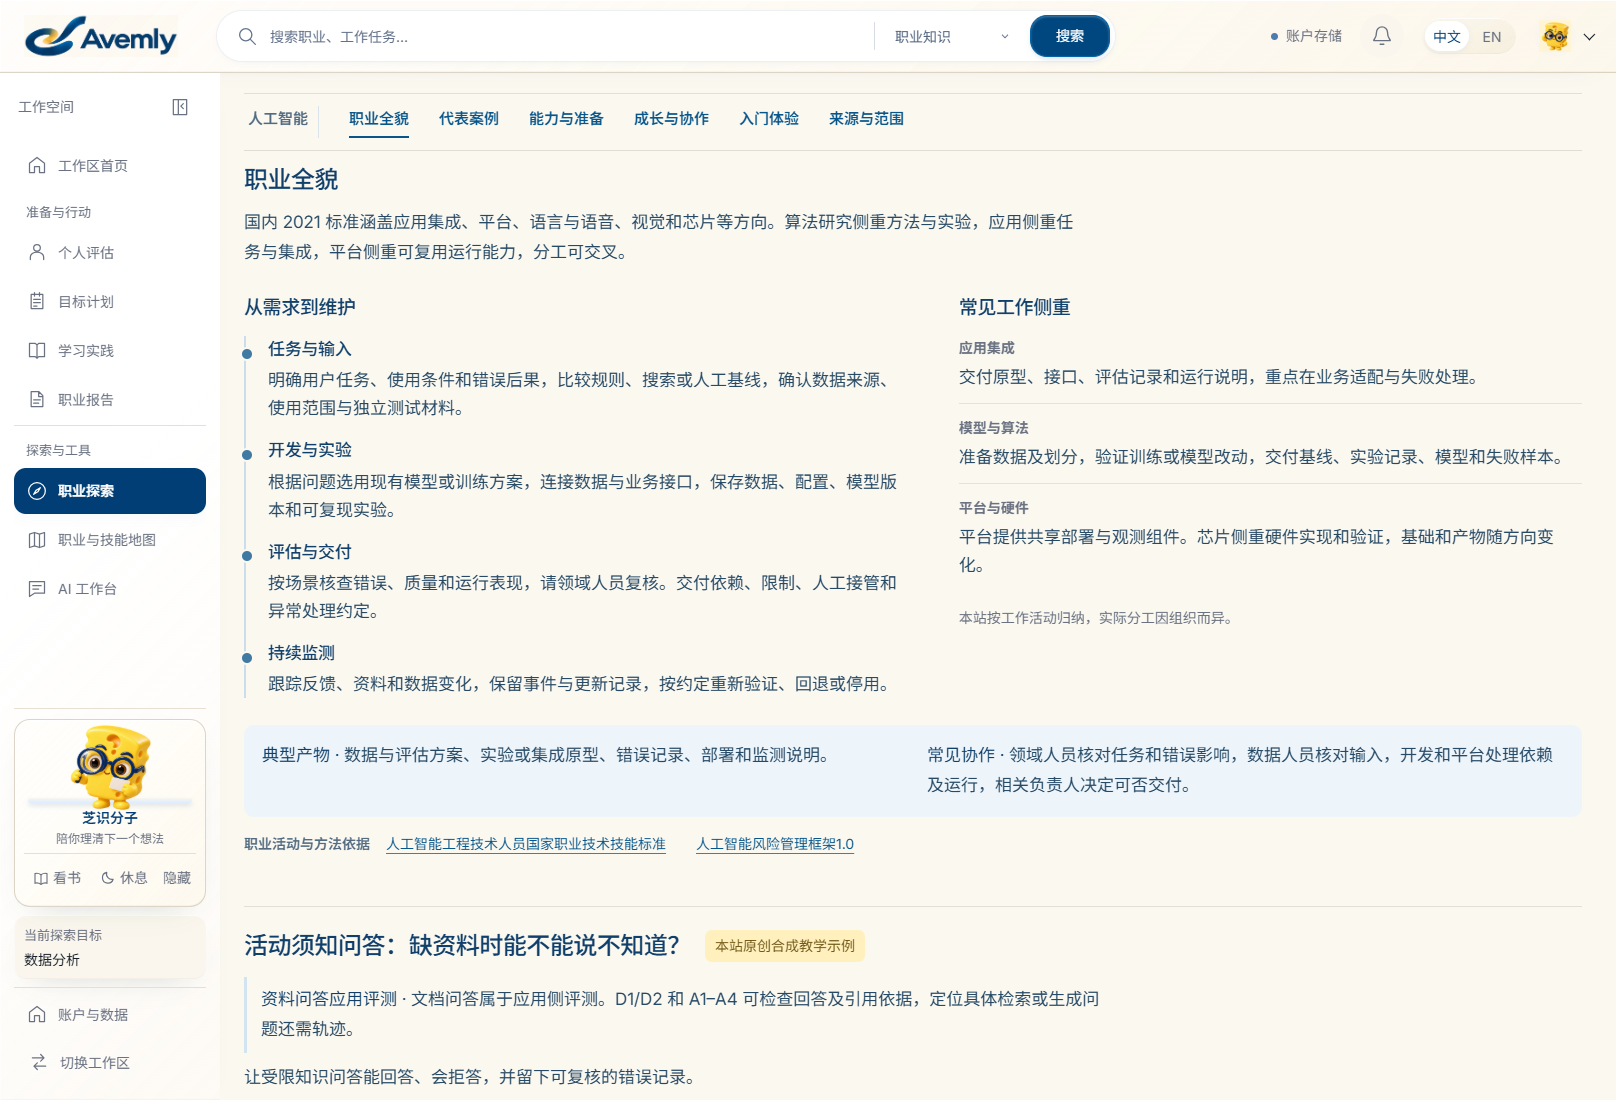 Avemly
搜索职业、工作任务...
职业知识
搜索
账户存储
中文
EN
工作空间
工作区首页
准备与行动
个人评估
目标计划
学习实践
职业报告
探索与工具
职业探索
职业与技能地图
AI 工作台
芝识分子
陪你理清下一个想法
看书
休息
隐藏
当前探索目标
数据分析
账户与数据
切换工作区
人工智能
职业全貌
代表案例
能力与准备
成长与协作
入门体验
来源与范围
职业全貌
国内 2021 标准涵盖应用集成、平台、语言与语音、视觉和芯片等方向。算法研究侧重方法与实验，应用侧重任
务与集成，平台侧重可复用运行能力，分工可交叉。
从需求到维护
任务与输入
明确用户任务、使用条件和错误后果，比较规则、搜索或人工基线，确认数据来源、
使用范围与独立测试材料。
开发与实验
根据问题选用现有模型或训练方案，连接数据与业务接口，保存数据、配置、模型版
本和可复现实验。
评估与交付
按场景核查错误、质量和运行表现，请领域人员复核。交付依赖、限制、人工接管和
异常处理约定。
持续监测
跟踪反馈、资料和数据变化，保留事件与更新记录，按约定重新验证、回退或停用。
常见工作侧重
应用集成
交付原型、接口、评估记录和运行说明，重点在业务适配与失败处理。
模型与算法
准备数据及划分，验证训练或模型改动，交付基线、实验记录、模型和失败样本。
平台与硬件
平台提供共享部署与观测组件。芯片侧重硬件实现和验证，基础和产物随方向变
化。
本站按工作活动归纳，实际分工因组织而异。
典型产物 · 数据与评估方案、实验或集成原型、错误记录、部署和监测说明。
常见协作 · 领域人员核对任务和错误影响，数据人员核对输入，开发和平台处理依赖
及运行，相关负责人决定可否交付。
职业活动与方法依据
人工智能工程技术人员国家职业技术技能标准
人工智能风险管理框架1.0
活动须知问答：缺资料时能不能说不知道？
本站原创合成教学示例
资料问答应用评测 · 文档问答属于应用侧评测。D1/D2 和 A1–A4 可检查回答及引用依据，定位具体检索或生成问
题还需轨迹。
让受限知识问答能回答、会拒答，并留下可复核的错误记录。